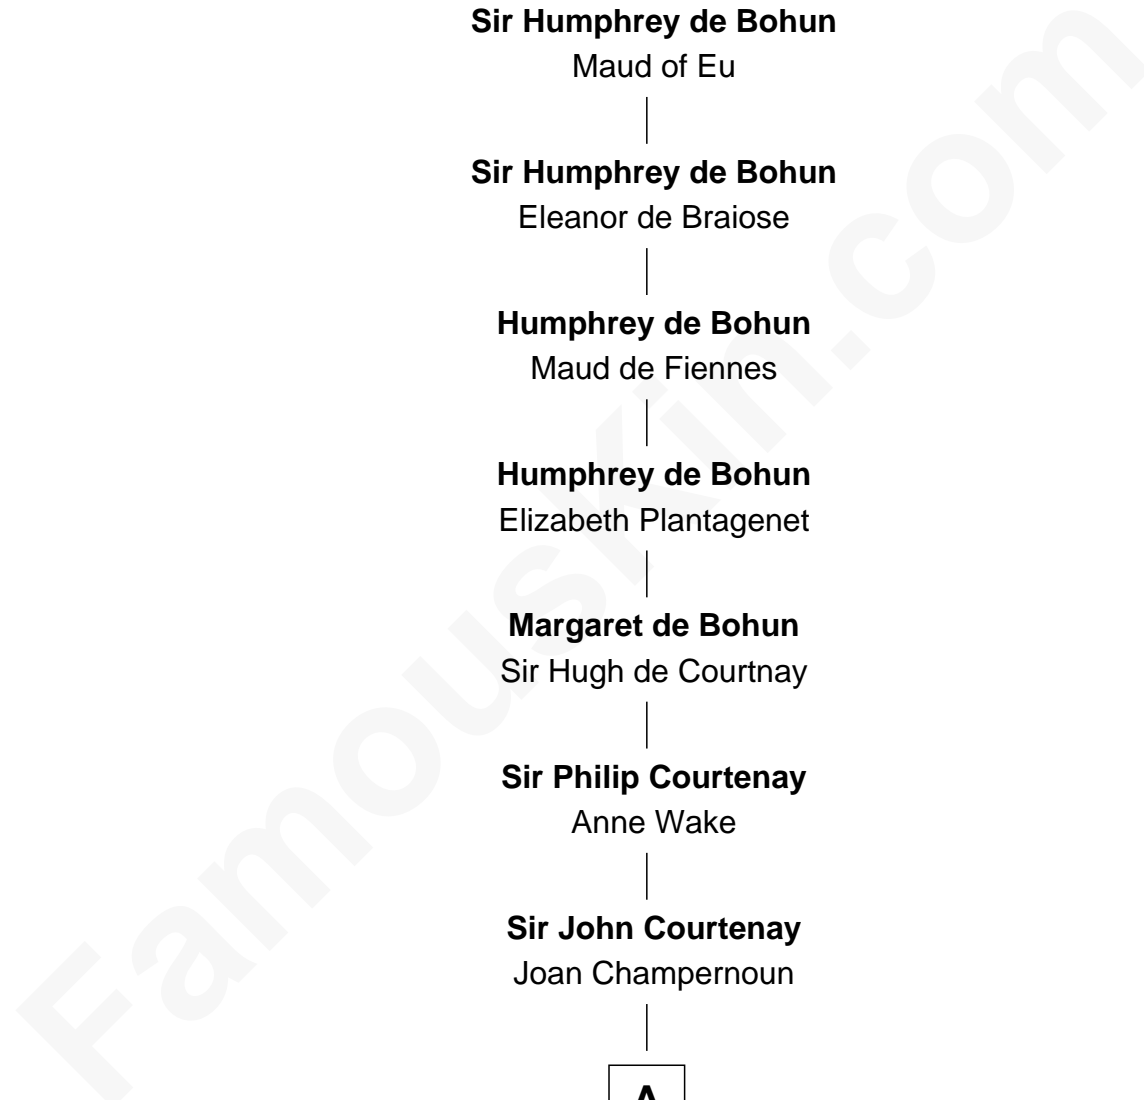 Sir Humphrey de Bohun
Maud of Eu
Sir Humphrey de Bohun
Eleanor de Braiose
Humphrey de Bohun
Maud de Fiennes
Humphrey de Bohun
Elizabeth Plantagenet
Margaret de Bohun
Sir Hugh de Courtnay
Sir Philip Courtenay
Anne Wake
Sir John Courtenay
Joan Champernoun
A
FamousKin.com